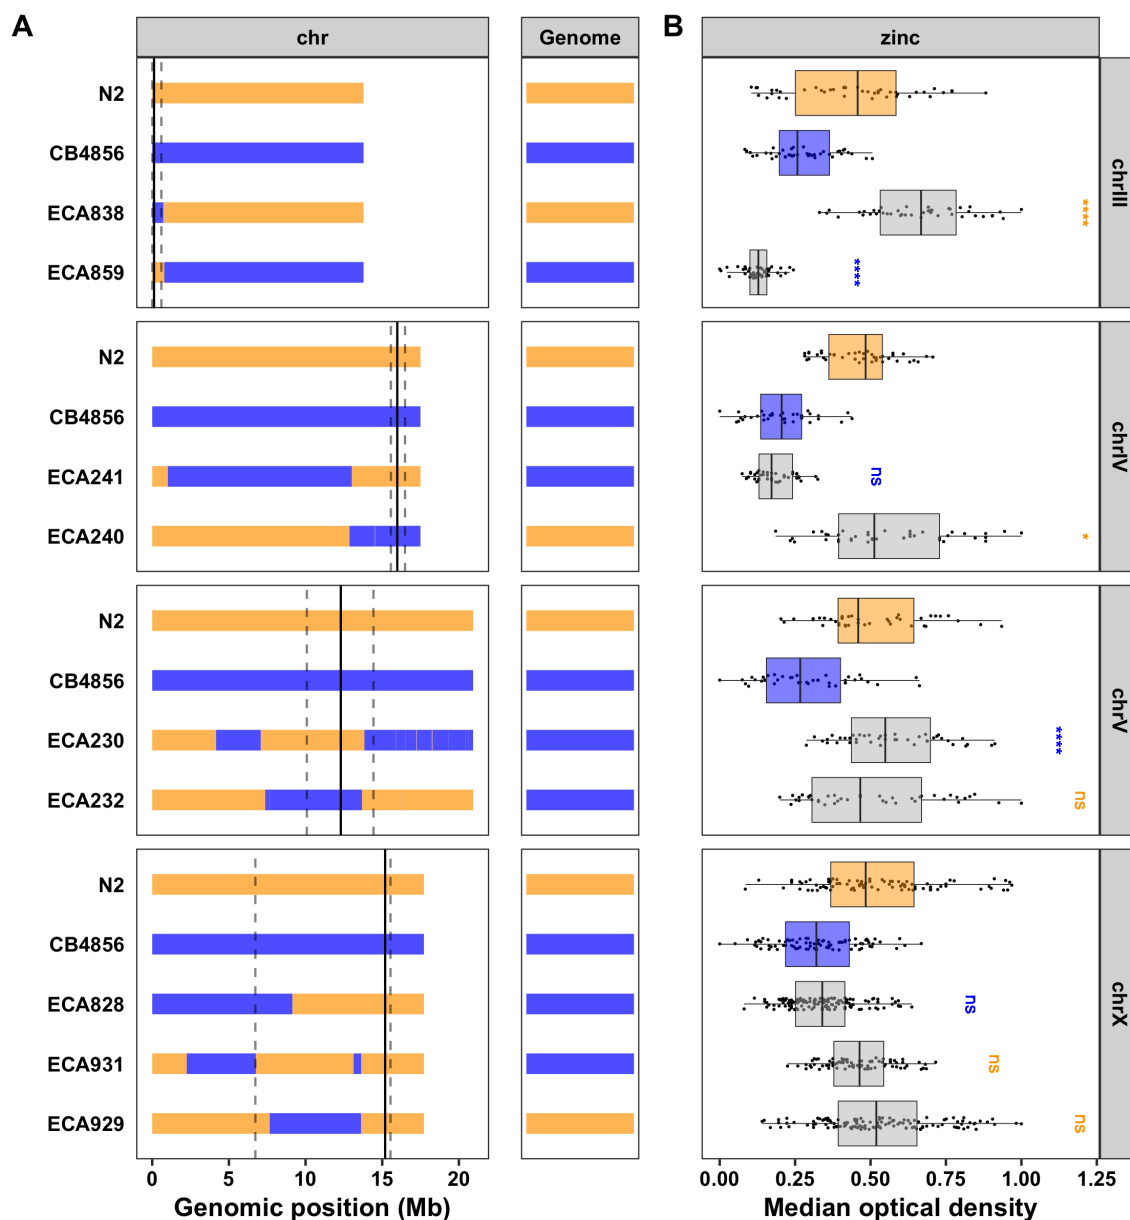 A
B
chr
Genome
zinc
N2
CB4856
ECA838
****
ECA859
****
chrIII
N2
CB4856
ECA241
ns
ECA240
*
chrIV
N2
CB4856
ECA230
****
ECA232
ns
chrV
N2
CB4856
ECA828
ns
ECA931
ns
ECA929
ns
chrX
0 5 10 15 20
0.00 0.25 0.50 0.75 1.00 1.25
Genomic position (Mb)
Median optical density